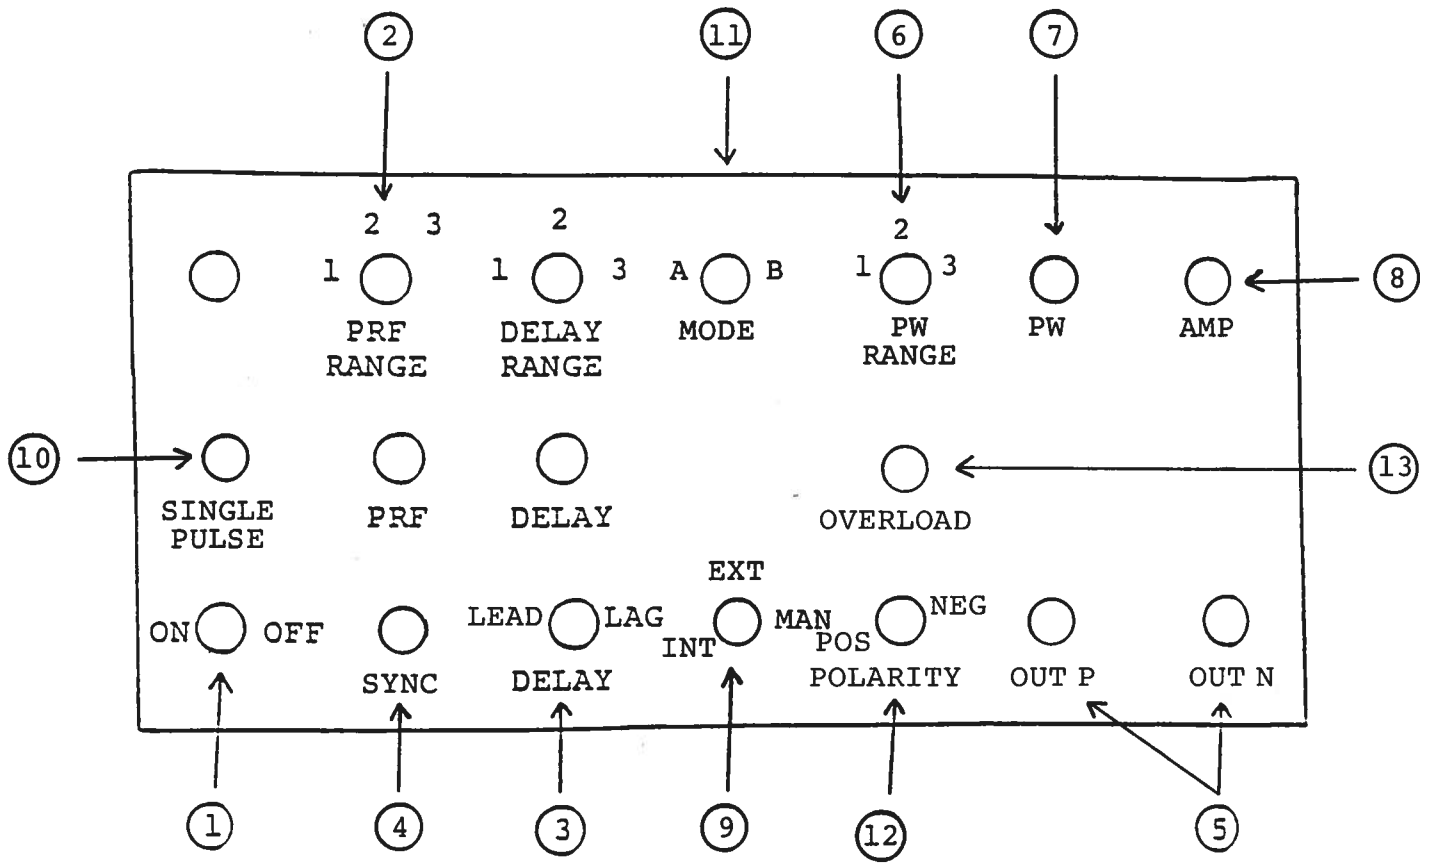 2 11 6 7
2 3 2 2
1 1 3 A B 1 3 8
PRF DELAY MODE PW PW AMP
RANGE RANGE RANGE
10 13
SINGLE PRF DELAY OVERLOAD
PULSE
EXT
ON OFF LEAD LAG INT MAN POS NEG
SYNC DELAY POLARITY OUT P OUT N
1 4 3 9 12 5